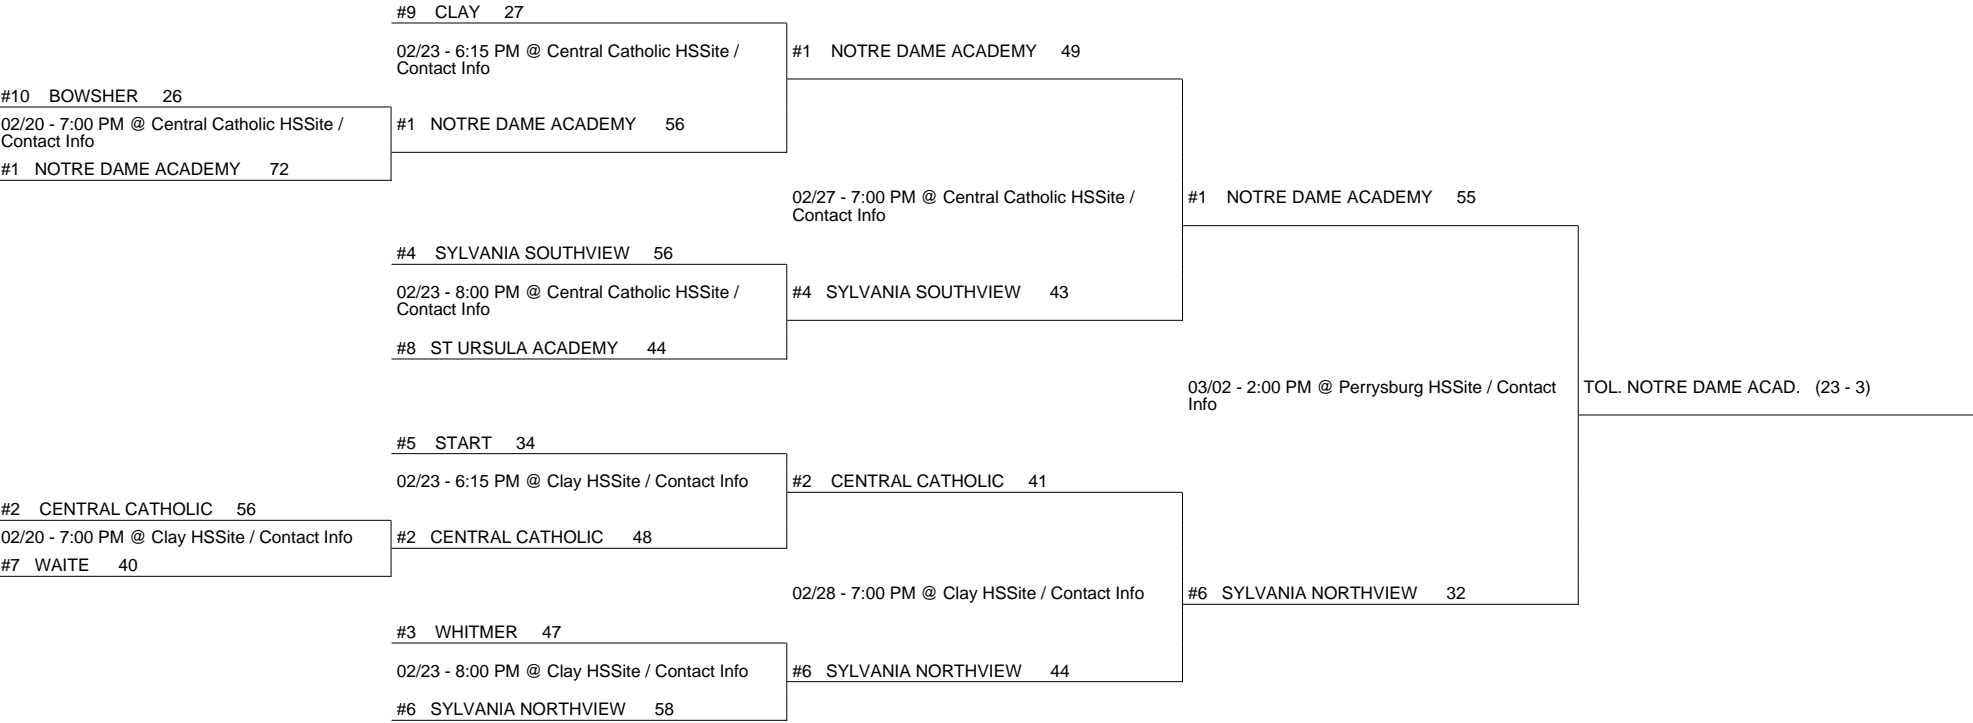 #9 CLAY 27
02/23 - 6:15 PM @ Central Catholic HSSite /
Contact Info
#1 NOTRE DAME ACADEMY 49
#10 BOWSHER 26
02/20 - 7:00 PM @ Central Catholic HSSite /
Contact Info
#1 NOTRE DAME ACADEMY 56
#1 NOTRE DAME ACADEMY 72
02/27 - 7:00 PM @ Central Catholic HSSite /
Contact Info
#1 NOTRE DAME ACADEMY 55
#4 SYLVANIA SOUTHVIEW 56
02/23 - 8:00 PM @ Central Catholic HSSite /
Contact Info
#4 SYLVANIA SOUTHVIEW 43
#8 ST URSULA ACADEMY 44
03/02 - 2:00 PM @ Perrysburg HSSite / Contact
Info
TOL. NOTRE DAME ACAD. (23 - 3)
#5 START 34
02/23 - 6:15 PM @ Clay HSSite / Contact Info
#2 CENTRAL CATHOLIC 41
#2 CENTRAL CATHOLIC 56
02/20 - 7:00 PM @ Clay HSSite / Contact Info
#2 CENTRAL CATHOLIC 48
#7 WAITE 40
02/28 - 7:00 PM @ Clay HSSite / Contact Info
#6 SYLVANIA NORTHVIEW 32
#3 WHITMER 47
02/23 - 8:00 PM @ Clay HSSite / Contact Info
#6 SYLVANIA NORTHVIEW 44
#6 SYLVANIA NORTHVIEW 58